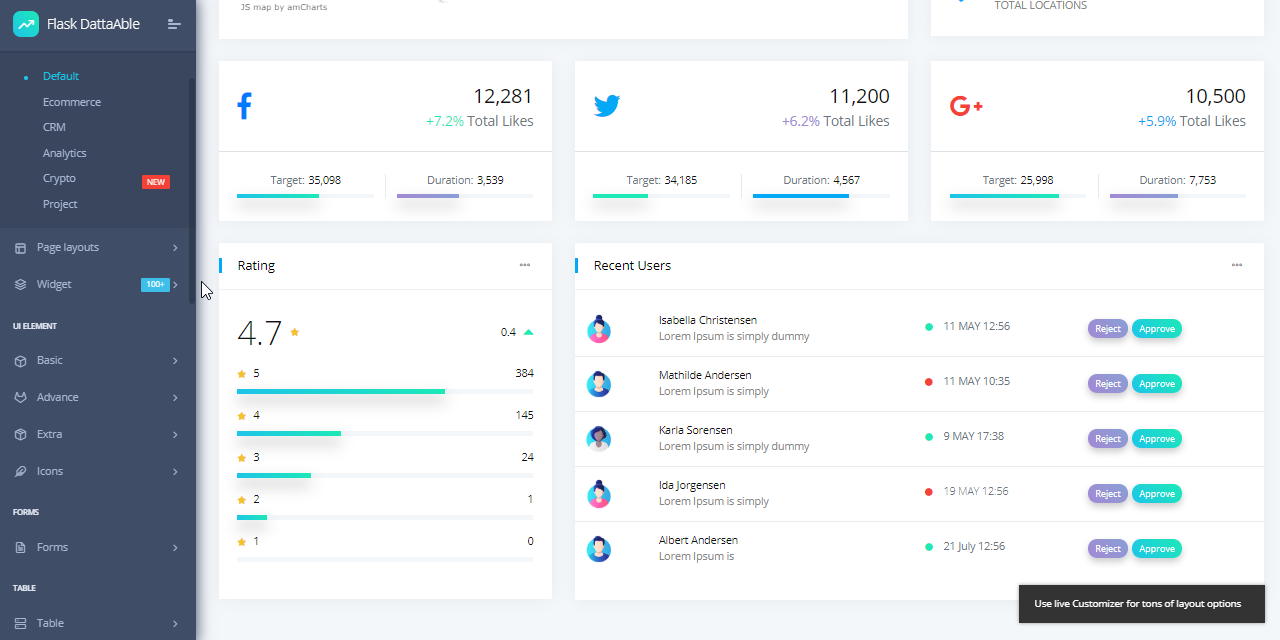 Flask DattaAble
Default
Ecommerce
CRM
Analytics
Crypto
NEW
Project
Page layouts
Widget
100+
UI ELEMENT
Basic
Advance
Extra
Icons
FORMS
Forms
TABLE
Table
JS map by amCharts
TOTAL LOCATIONS
12,281
+7.2% Total Likes
Target: 35,098
Duration: 3,539
11,200
+6.2% Total Likes
Target: 34,185
Duration: 4,567
G+
10,500
+5.9% Total Likes
Target: 25,998
Duration: 7,753
Rating
4.7
0.4
5 384
4 145
3 24
2 1
1 0
Recent Users
Isabella Christensen
Lorem Ipsum is simply dummy
11 MAY 12:56
Reject Approve
Mathilde Andersen
Lorem Ipsum is simply
11 MAY 10:35
Reject Approve
Karla Sorensen
Lorem Ipsum is simply dummy
9 MAY 17:38
Reject Approve
Ida Jorgensen
Lorem Ipsum is simply
19 MAY 12:56
Reject Approve
Albert Andersen
Lorem Ipsum is
21 July 12:56
Reject Approve
Use live Customizer for tons of layout options